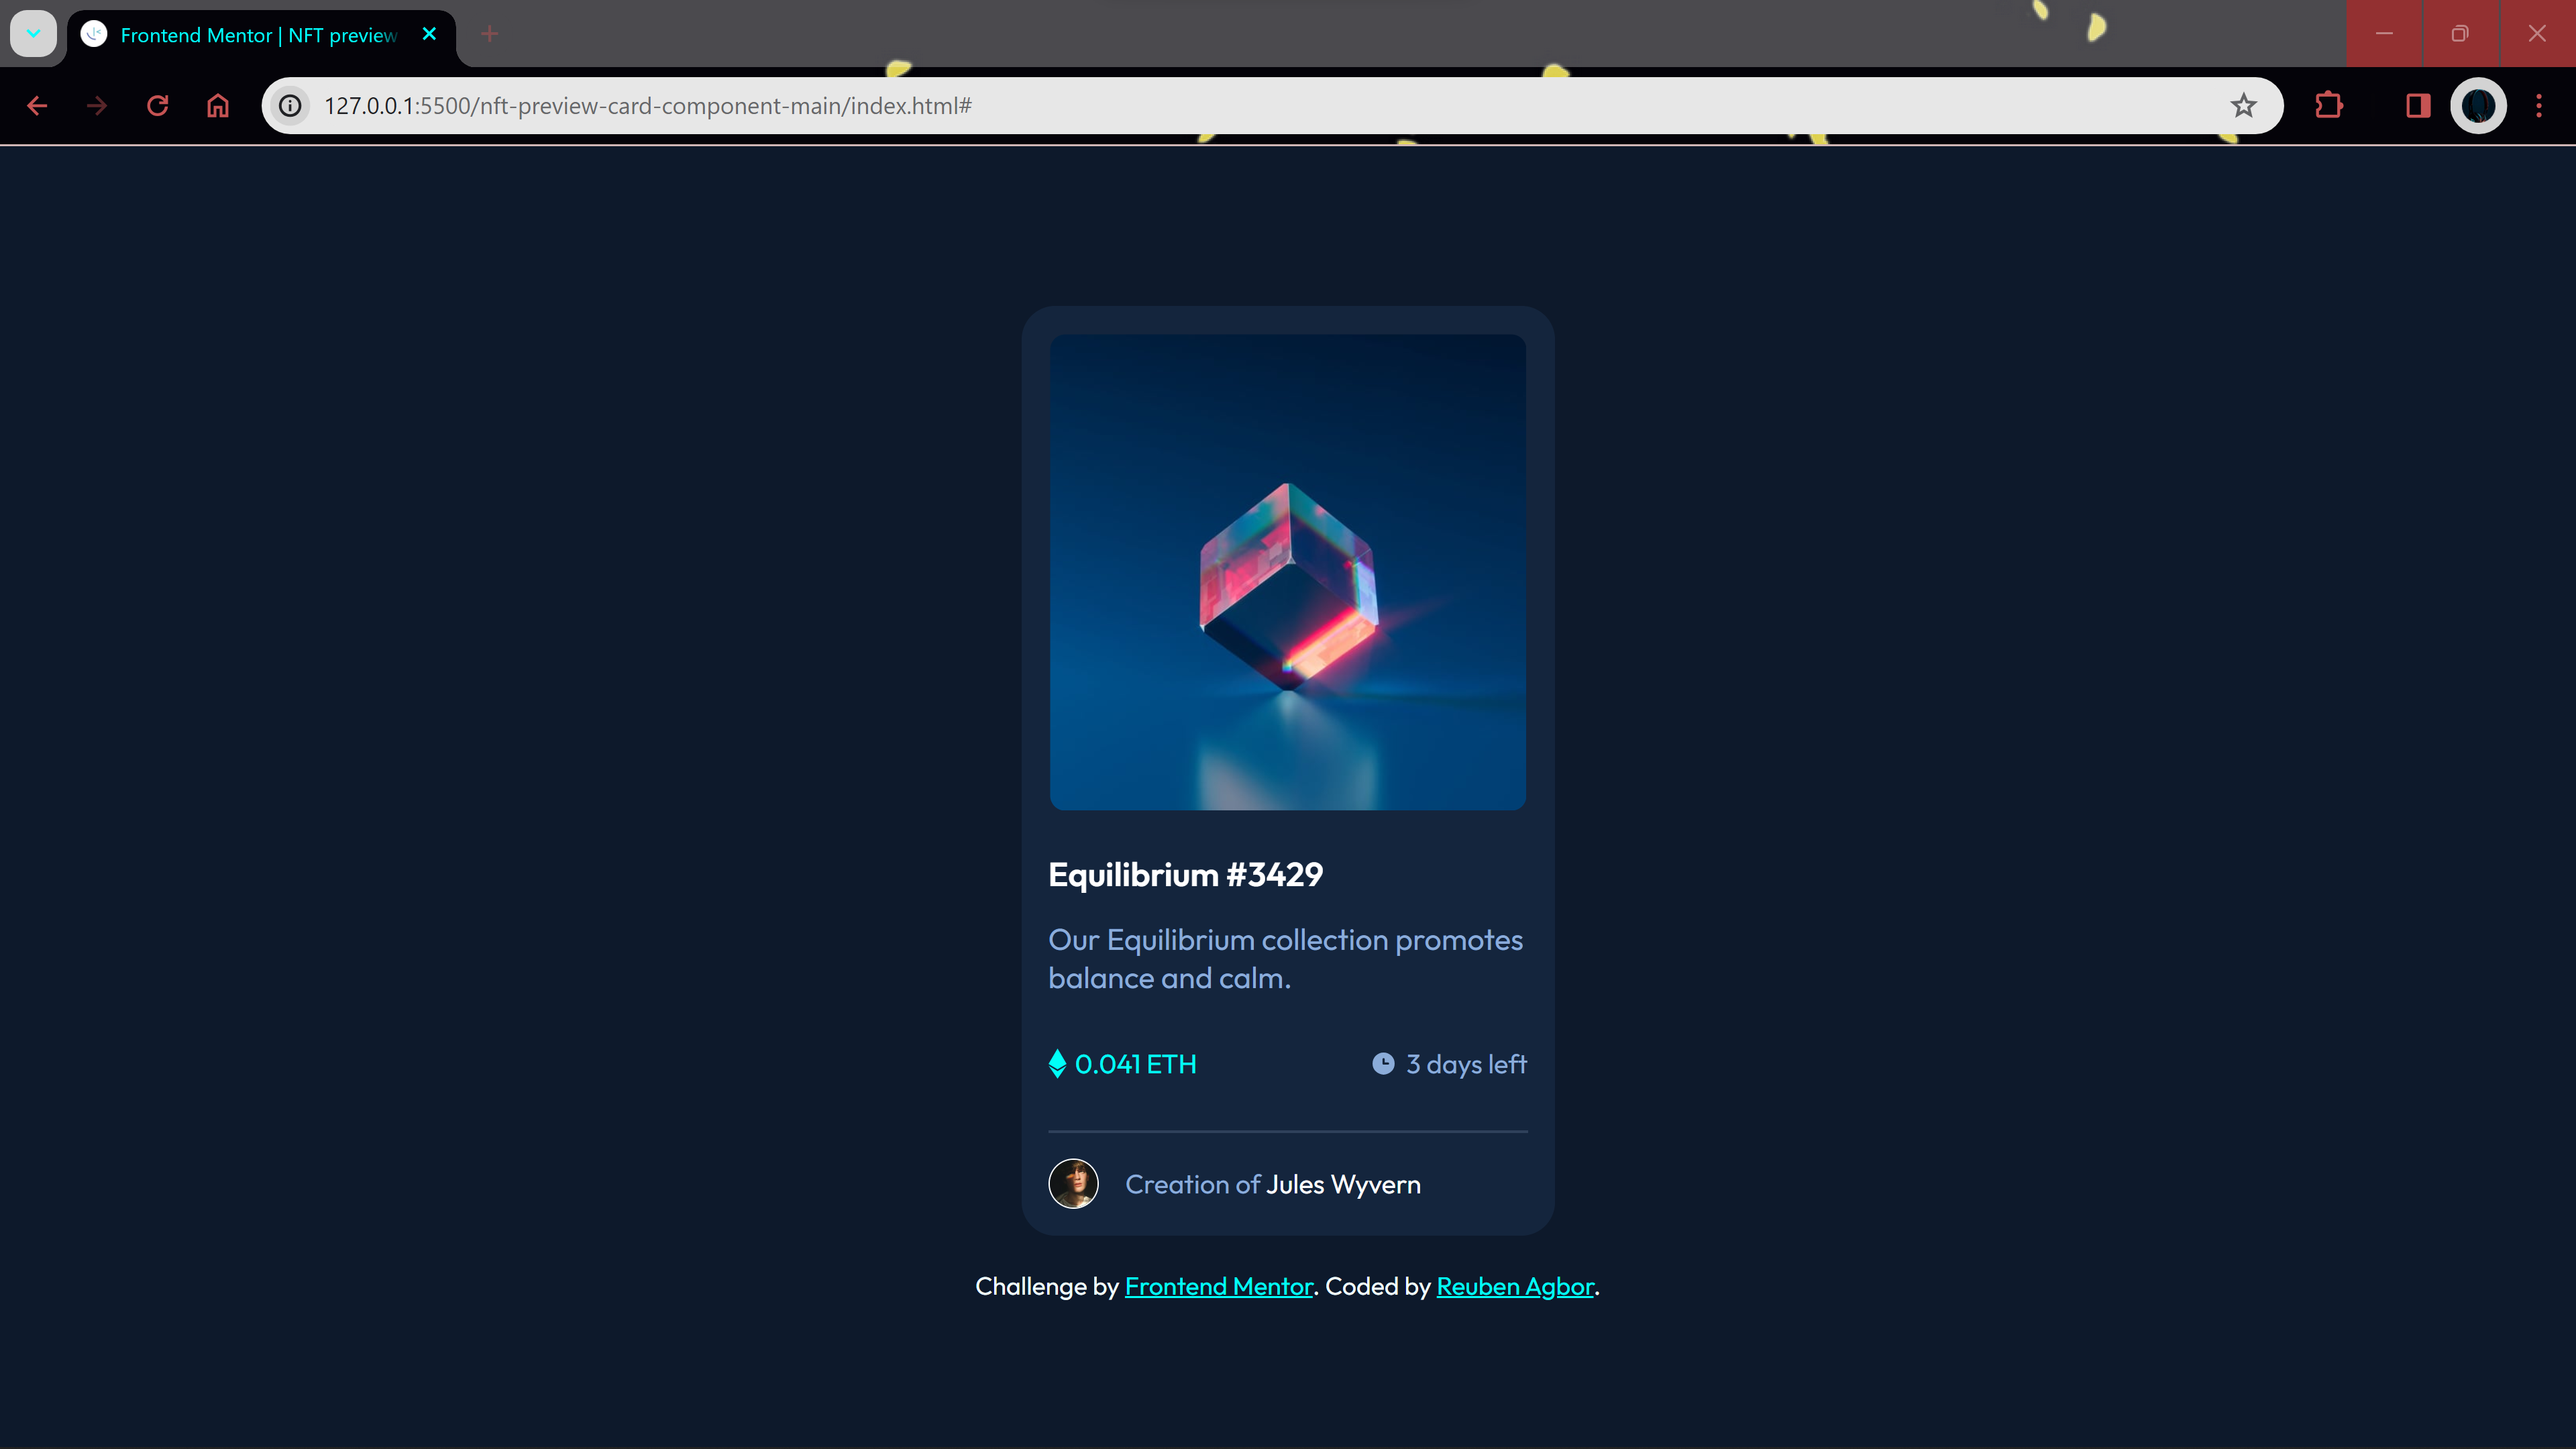 Frontend Mentor | NFT preview
127.0.0.1:5500/nft-preview-card-component-main/index.html#
Equilibrium #3429
Our Equilibrium collection promotes
balance and calm.
0.041 ETH
3 days left
Creation of Jules Wyvern
Challenge by Frontend Mentor. Coded by Reuben Agbor.